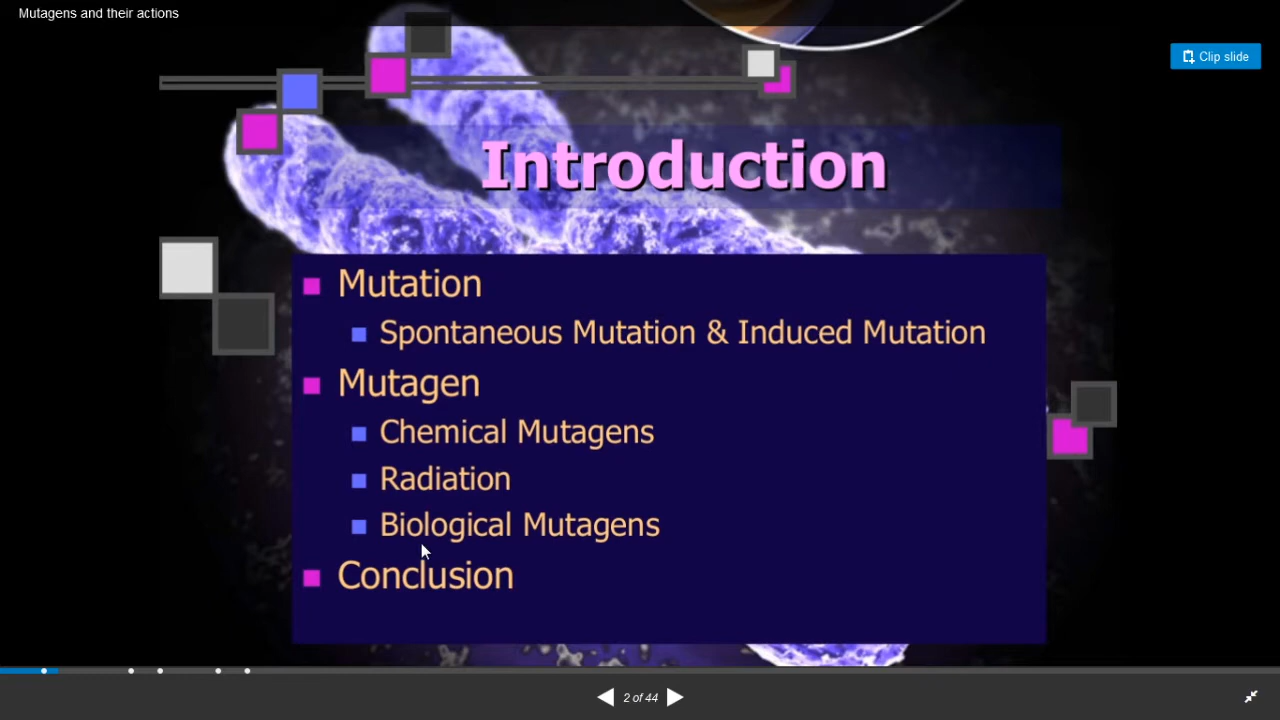 Mutagens and their actions
Clip slide
Introduction
Mutation
Spontaneous Mutation & Induced Mutation
Mutagen
Chemical Mutagens
Radiation
Biological Mutagens
Conclusion
2 of 44